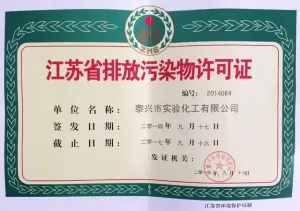 江苏省排放污染物许可证
编号：2014064
单位名称：泰兴市实验化工有限公司
签发日期：二〇一四年 九月十七日
截止日期：二〇一七年 九月十六日
发证机关：
江苏省环境保护厅制